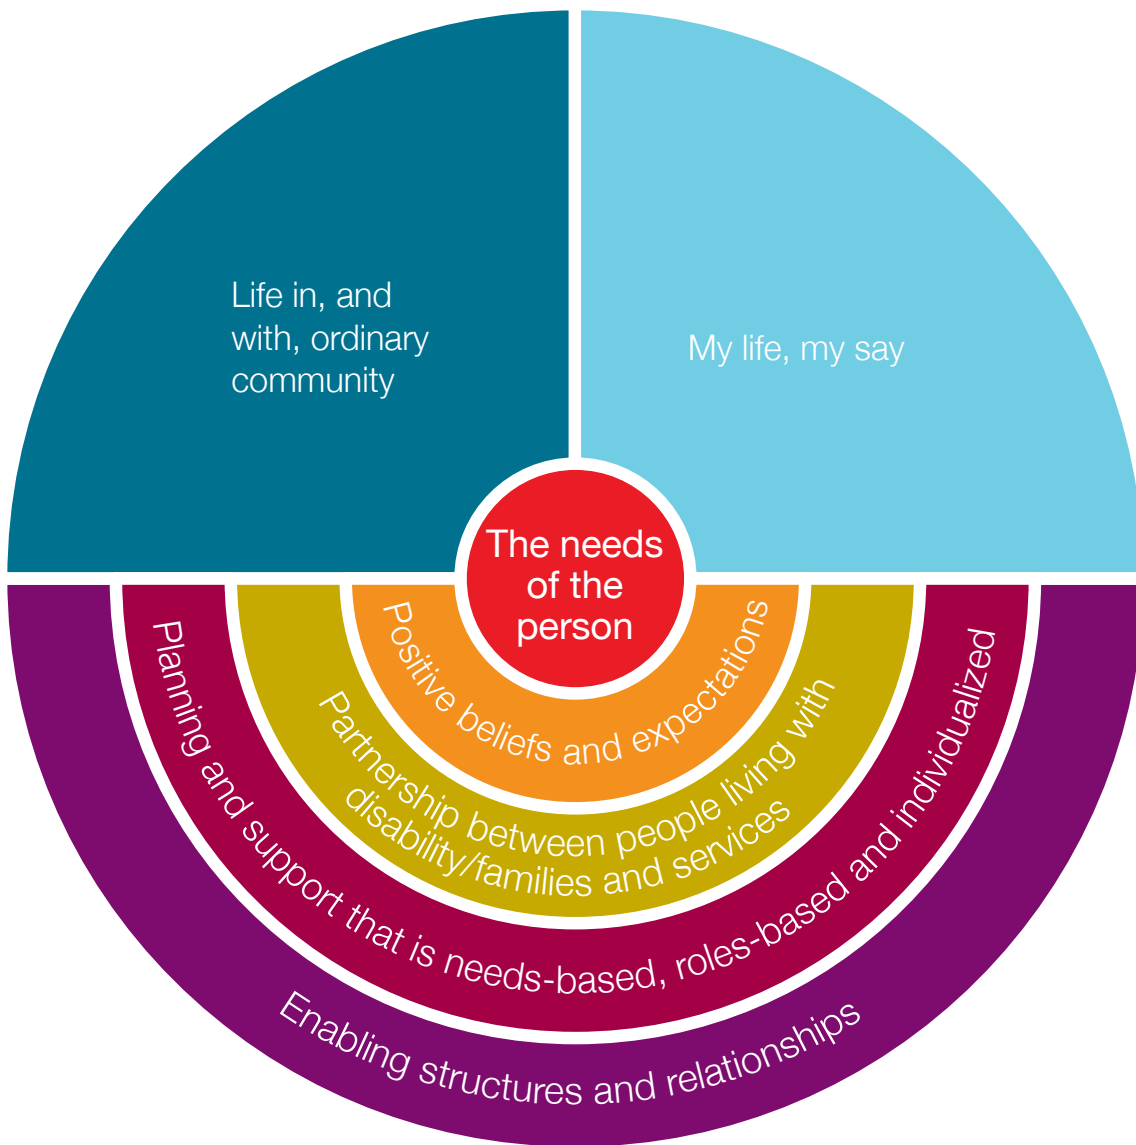 Life in, and
with, ordinary
community
My life, my say
The needs
of the
person
Positive beliefs and expectations
Partnership between people living with
disability/families and services
Planning and support that is needs-based, roles-based and individualized
Enabling structures and relationships